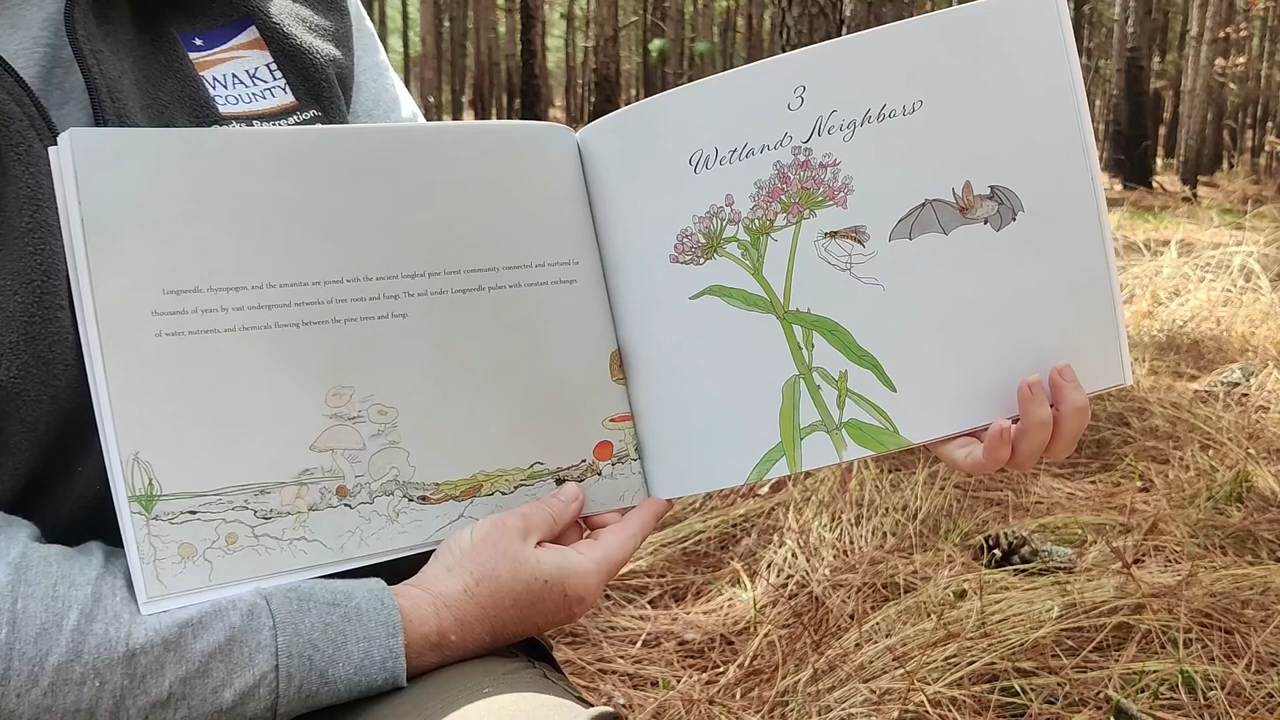 WAKE
COUNTY
Parks, Recreation,
Longneedle, rhyzopogon, and the amanitas are joined with the ancient longleaf pine forest community, connected and nurtured for
thousands of years by vast underground networks of tree roots and fungi. The soil under Longneedle pulses with constant exchanges
of water, nutrients, and chemicals flowing between the pine trees and fungi.
3
Wetland Neighbors